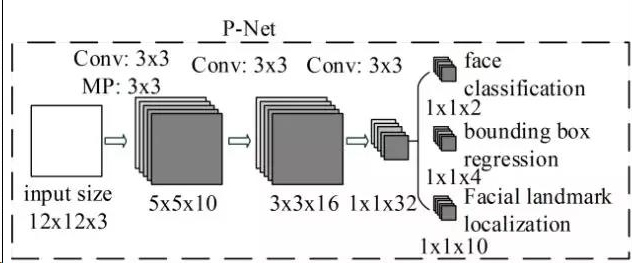 P-Net
Conv: 3x3
MP: 3x3
Conv: 3x3
Conv: 3x3
input size
12x12x3
5x5x10
3x3x16
1x1x32
face
classification
1x1x2
bounding box
regression
1x1x4
Facial landmark
localization
1x1x10